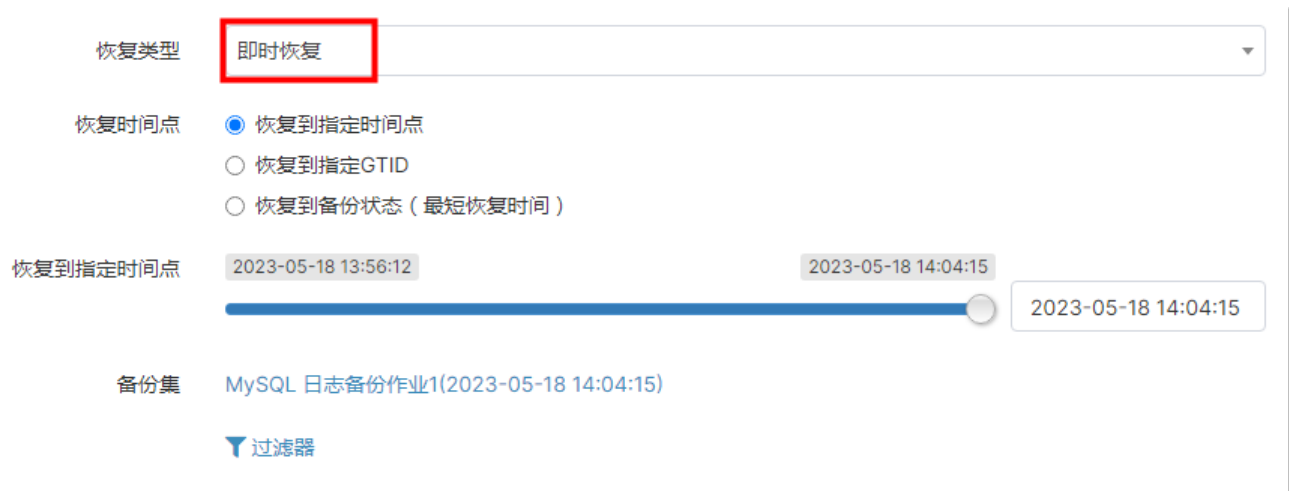 恢复类型 即时恢复
恢复时间点 恢复到指定时间点
恢复到指定GTID
恢复到备份状态（最短恢复时间）
恢复到指定时间点 2023-05-18 13:56:12 2023-05-18 14:04:15
2023-05-18 14:04:15
备份集 MySQL 日志备份作业1(2023-05-18 14:04:15)
过滤器